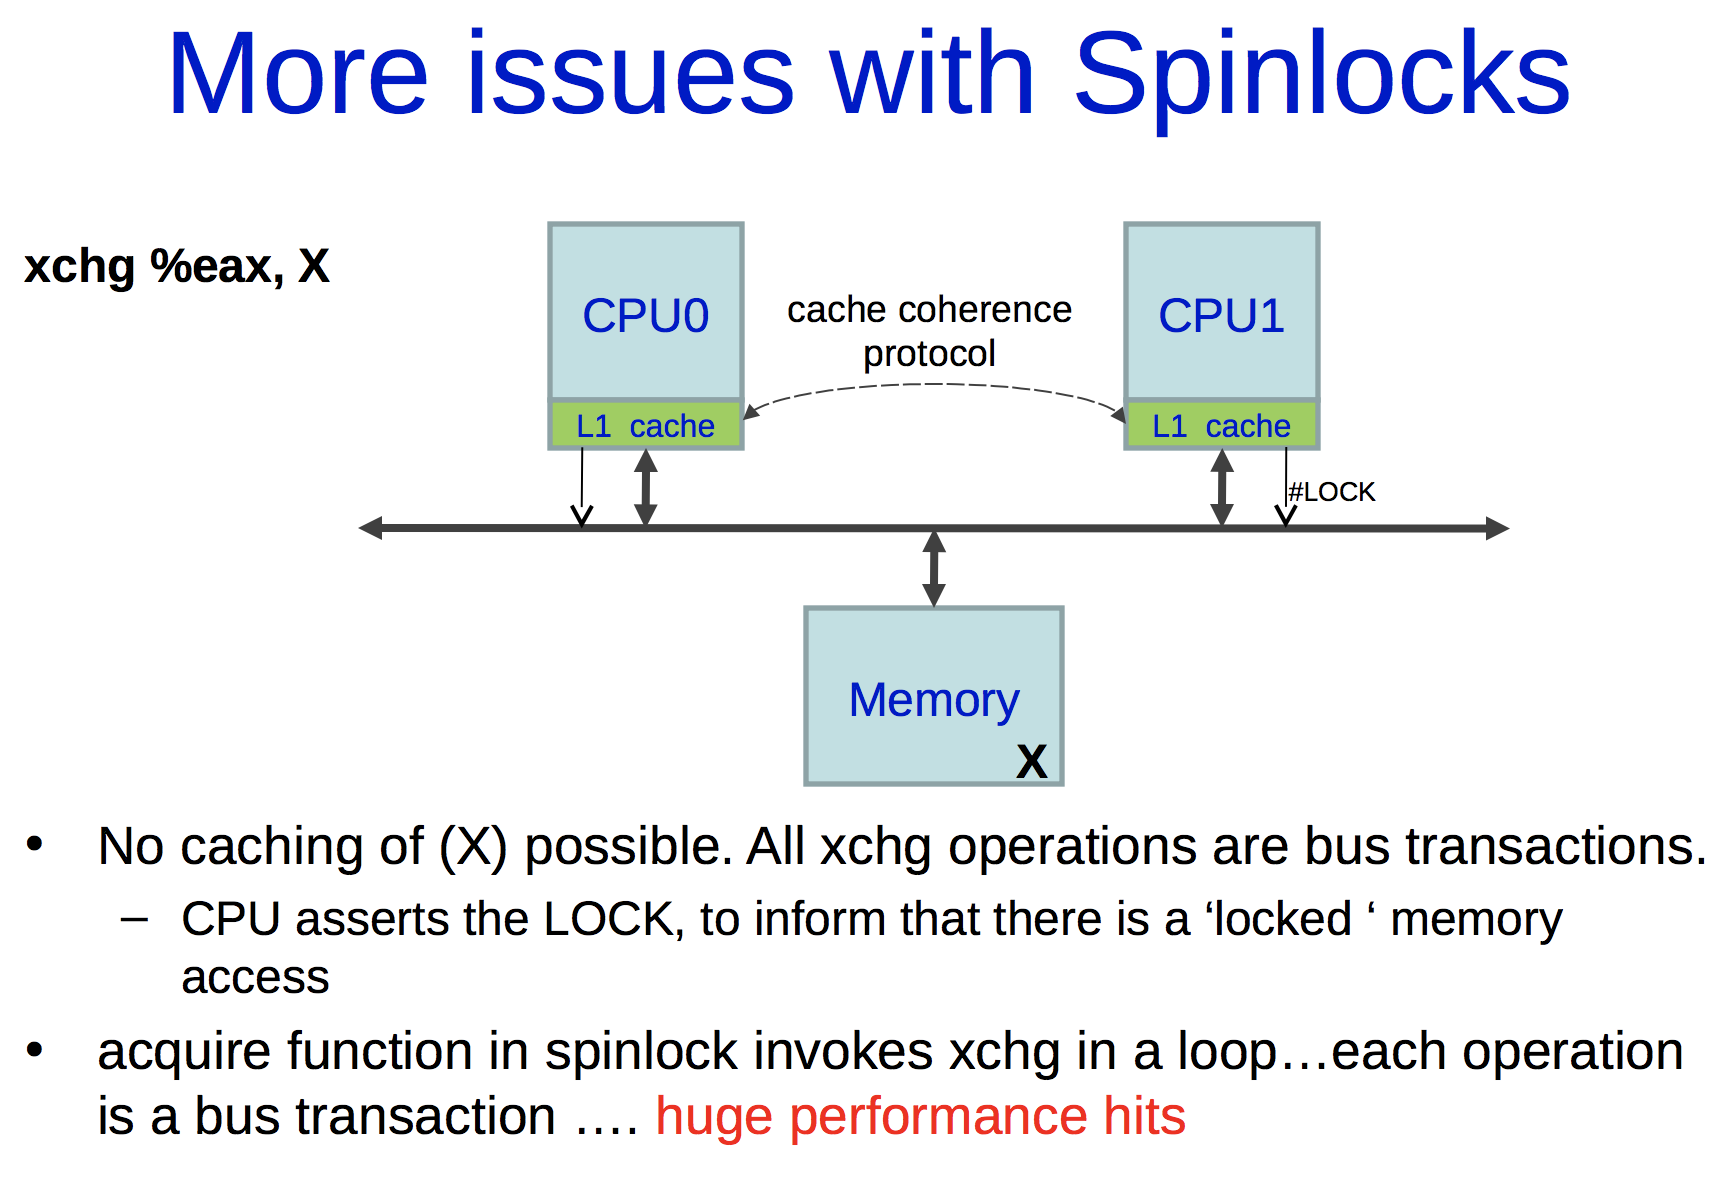 More issues with Spinlocks
xchg %eax, X
CPU0
cache coherence
protocol
CPU1
L1 cache
L1 cache
#LOCK
Memory
X
• No caching of (X) possible. All xchg operations are bus transactions.
– CPU asserts the LOCK, to inform that there is a ‘locked ‘ memory
access
• acquire function in spinlock invokes xchg in a loop…each operation
is a bus transaction …. huge performance hits